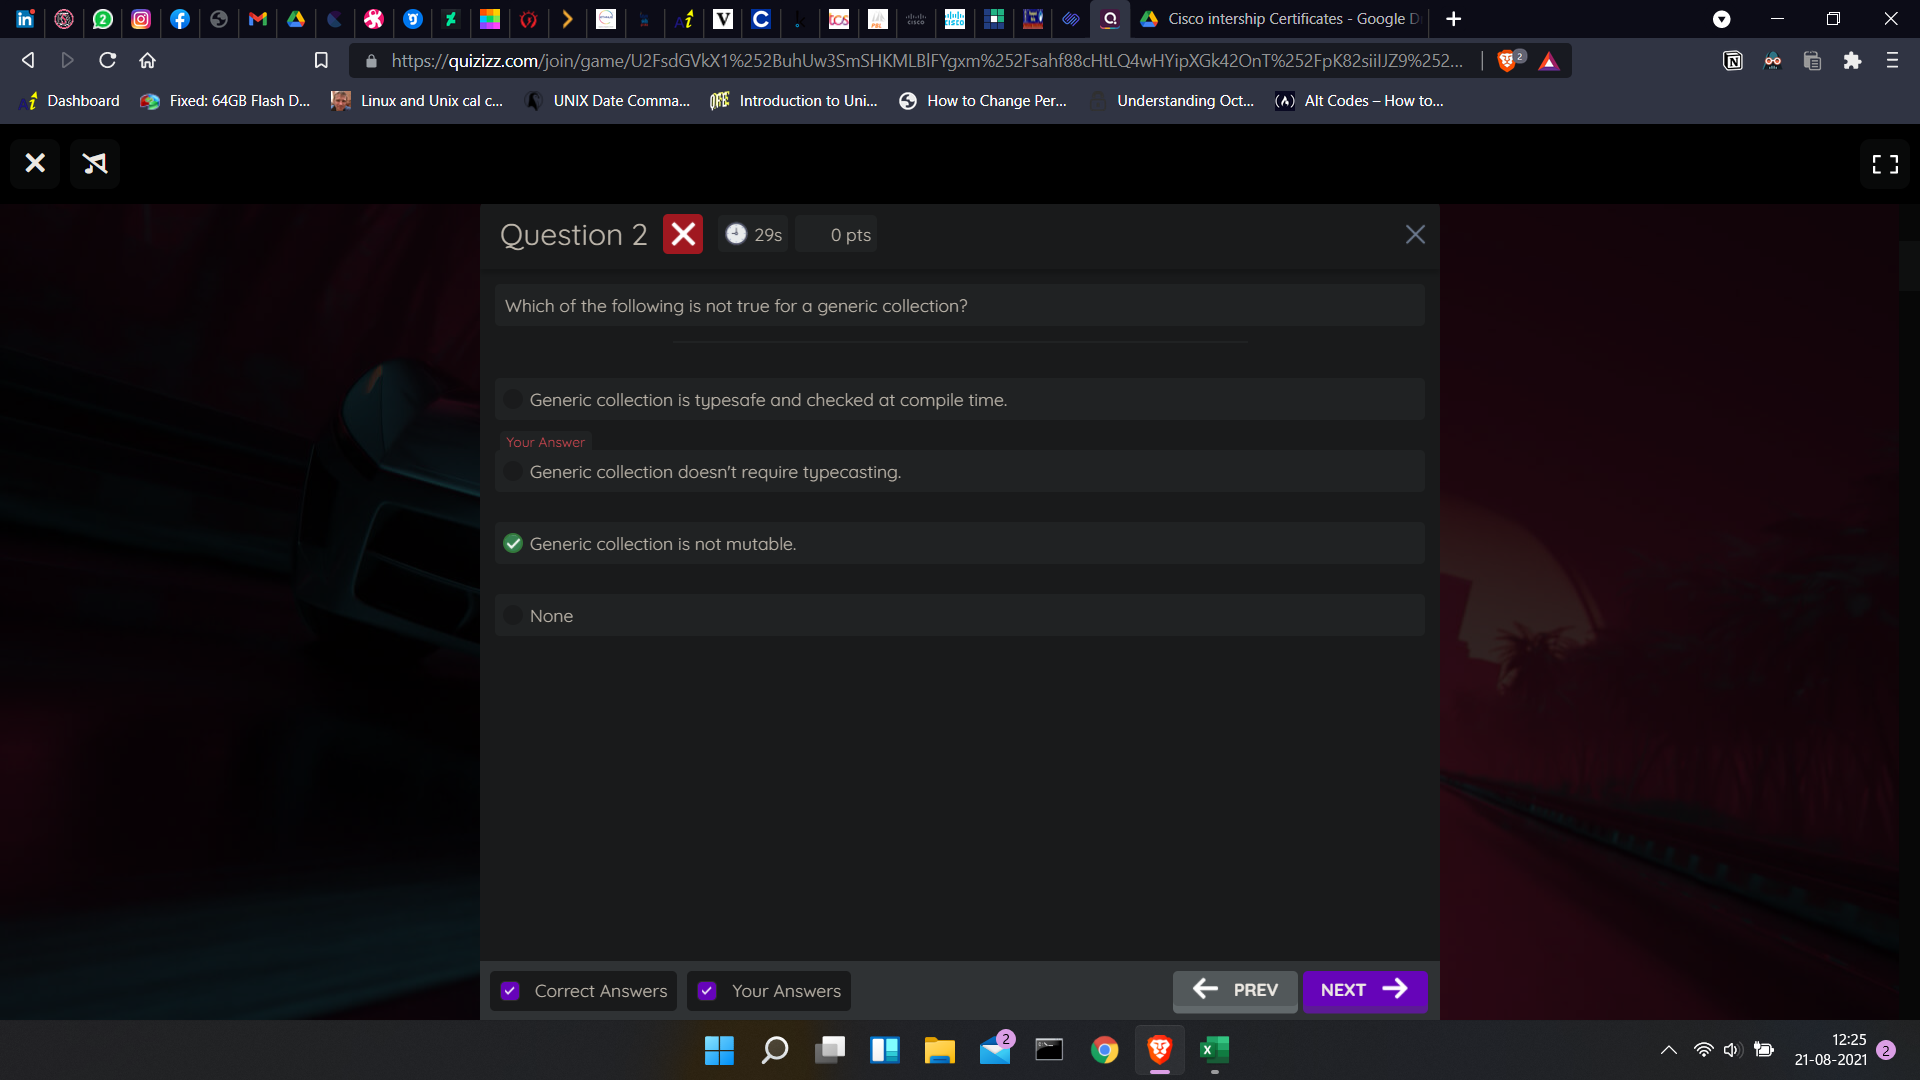 Cisco intership Certificates - Google D
https://quizizz.com/join/game/U2FsdGVkX1%252BuhUw3SmSHKMLBlFYgxm%252Fsahf88cHtLQ4wHYipXGk42OnT%252FpK82siiIJZ9%252...
2
Dashboard
Fixed: 64GB Flash D...
Linux and Unix cal c...
UNIX Date Comma...
Introduction to Uni...
How to Change Per...
Understanding Oct...
Alt Codes – How to...
Question 2
29s
0 pts
Which of the following is not true for a generic collection?
Generic collection is typesafe and checked at compile time.
Your Answer
Generic collection doesn't require typecasting.
Generic collection is not mutable.
None
Correct Answers
Your Answers
PREV
NEXT
2
12:25
21-08-2021
2